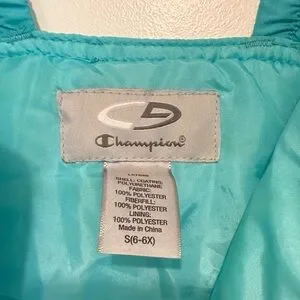 Champion®
SHELL: COATING:
POLYURETHANE
FABRIC:
100% POLYESTER
FIBERFILL:
100% POLYESTER
LINING:
100% POLYESTER
Made in China
S(6-6X)